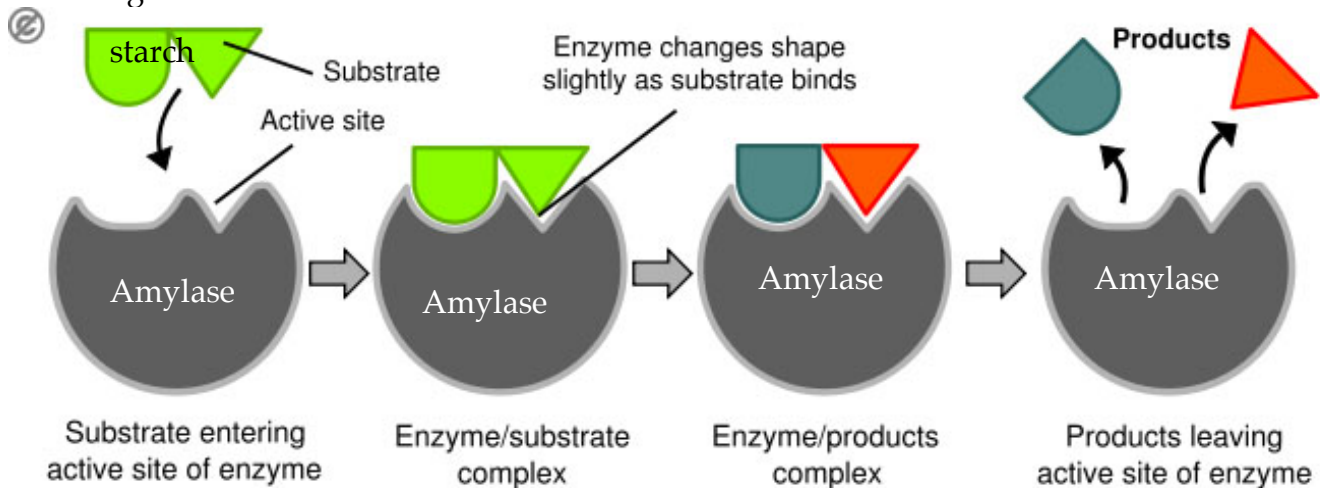 starch
Substrate
Active site
Enzyme changes shape
slightly as substrate binds
Products
Amylase
Amylase
Amylase
Amylase
Substrate entering
active site of enzyme
Enzyme/substrate
complex
Enzyme/products
complex
Products leaving
active site of enzyme